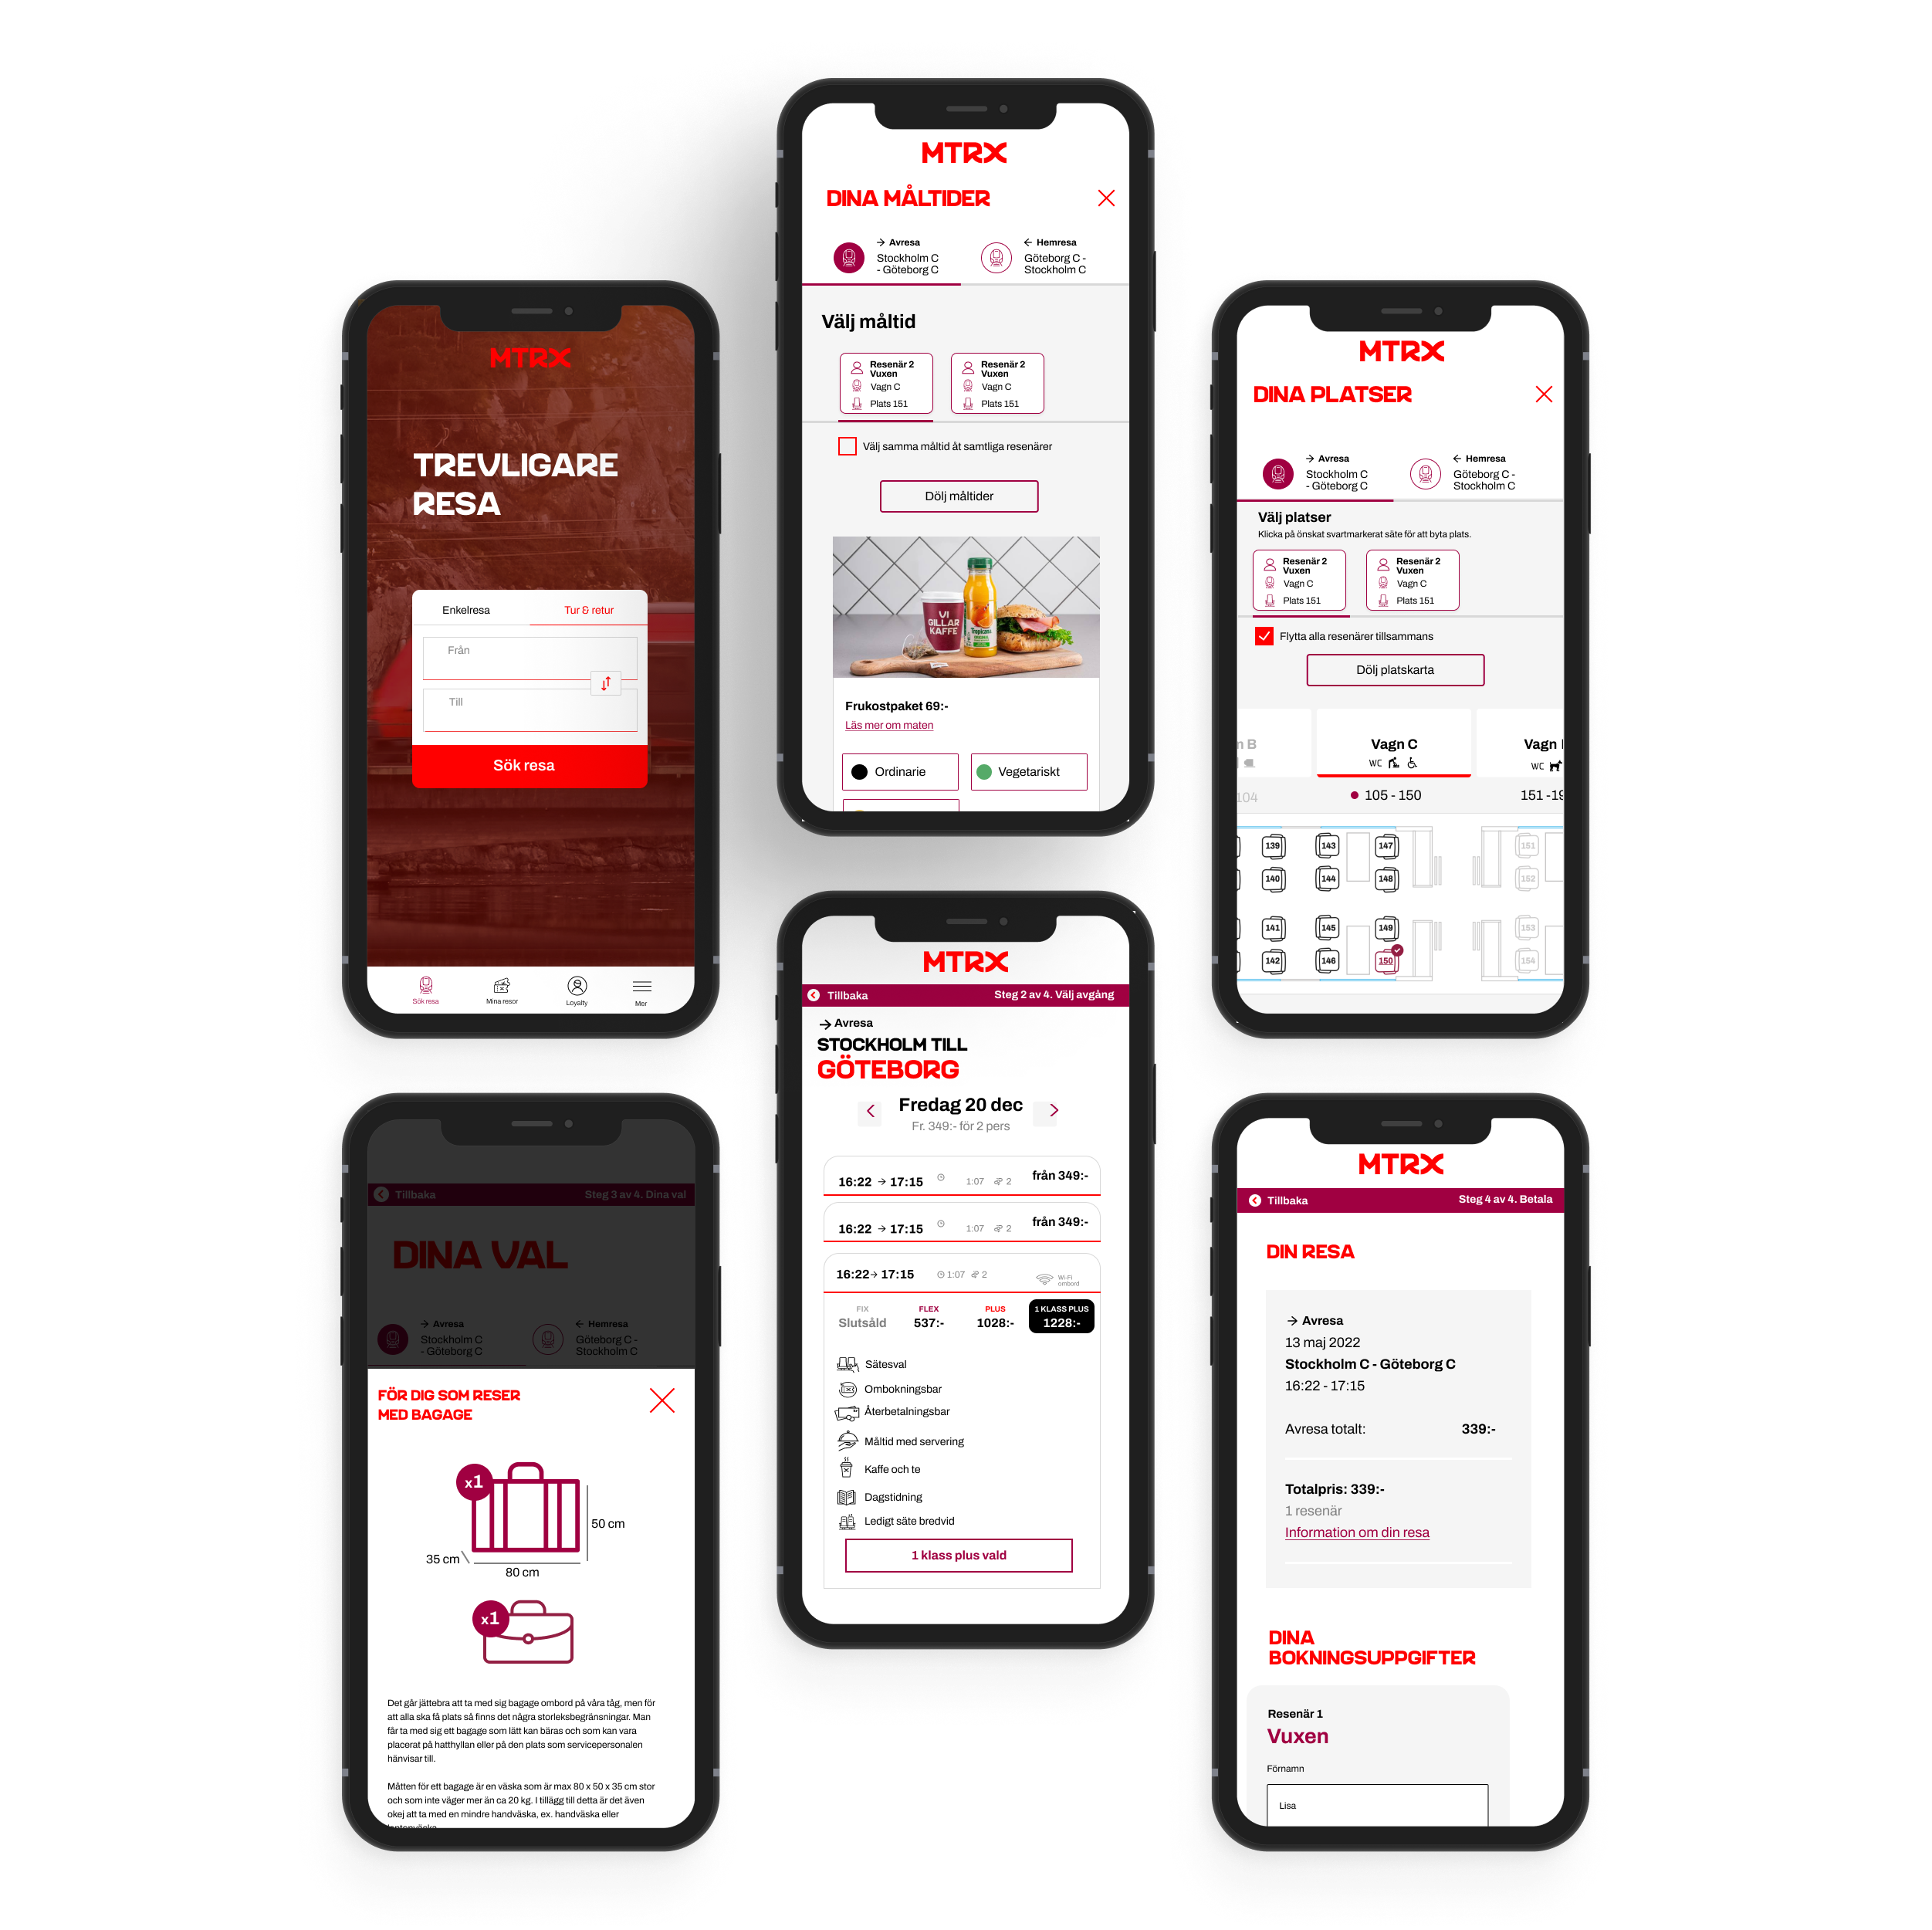 MTRX
TREVLIGARE
RESA
Enkelresa
Tur & retur
Från
Till
Sök resa
Sök resa
Mina resor
Loyalty
Mer
MTRX
DINA MÅLTIDER
Avresa
Stockholm C
- Göteborg C
Hemresa
Göteborg C -
Stockholm C
Välj måltid
Resenär 2
Vuxen
Vagn C
Plats 151
Resenär 2
Vuxen
Vagn C
Plats 151
Välj samma måltid åt samtliga resenärer
Dölj måltider
VI
GILLAR
KAFFE
Tropicana
Frukostpaket 69:-
Läs mer om maten
Ordinarie
Vegetariskt
MTRX
DINA PLATSER
Avresa
Stockholm C
- Göteborg C
Hemresa
Göteborg C -
Stockholm C
Välj platser
Klicka på önskat svartmarkerat säte för att byta plats.
Resenär 2
Vuxen
Vagn C
Plats 151
Resenär 2
Vuxen
Vagn C
Plats 151
Flytta alla resenärer tillsammans
Dölj platskarta
n B
Vagn C
WC
Vagn
WC
104
105 - 150
151 -19
139 143 147 151
140 144 148 152
141 145 149 153
142 146 150 154
Tillbaka
Steg 3 av 4. Dina val
DINA VAL
Avresa
Stockholm C
- Göteborg C
Hemresa
Göteborg C -
Stockholm C
FÖR DIG SOM RESER
MED BAGAGE
x1
50 cm
35 cm
80 cm
x1
Det går jättebra att ta med sig bagage ombord på våra tåg, men för
att alla ska få plats så finns det några storleksbegränsningar. Man
får ta med sig ett bagage som lätt kan bäras och som kan vara
placerat på hatthyllan eller på den plats som servicepersonalen
hänvisar till.
Måtten för ett bagage är en väska som är max 80 x 50 x 35 cm stor
och som inte väger mer än ca 20 kg. I tillägg till detta är det även
okej att ta med en mindre handväska, ex. handväska eller
MTRX
Tillbaka
Steg 2 av 4. Välj avgång
Avresa
STOCKHOLM TILL
GÖTEBORG
Fredag 20 dec
Fr. 349:- för 2 pers
16:22 → 17:15 1:07 2 från 349:-
16:22 → 17:15 1:07 2 från 349:-
16:22→ 17:15 1:07 2 Wi-Fi
ombord
FIX
Slutsåld
FLEX
537:-
PLUS
1028:-
1 KLASS PLUS
1228:-
Sätesval
Ombokningsbar
Återbetalningsbar
Måltid med servering
Kaffe och te
Dagstidning
Ledigt säte bredvid
1 klass plus vald
MTRX
Tillbaka
Steg 4 av 4. Betala
DIN RESA
Avresa
13 maj 2022
Stockholm C - Göteborg C
16:22 - 17:15
Avresa totalt: 339:-
Totalpris: 339:-
1 resenär
Information om din resa
DINA
BOKNINGSUPPGIFTER
Resenär 1
Vuxen
Förnamn
Lisa